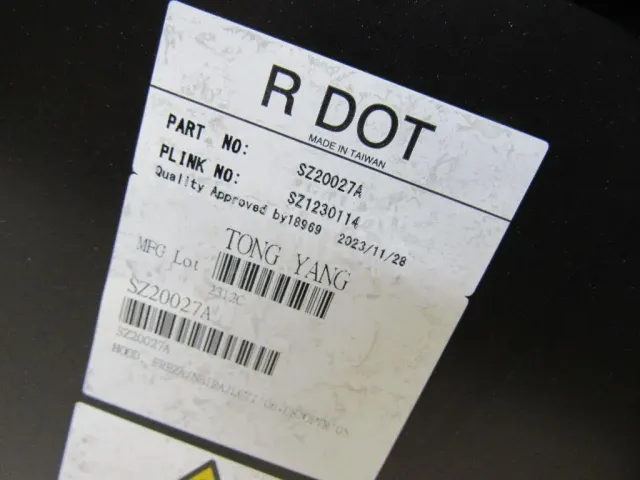 R DOT
MADE IN TAIWAN
PART NO: SZ20027A
PLINK NO: SZ1230114
Quality Approved by18969 2023/11/28
TONG YANG
MFG Lot
2312C
SZ20027A
SZ20027A
HOOD